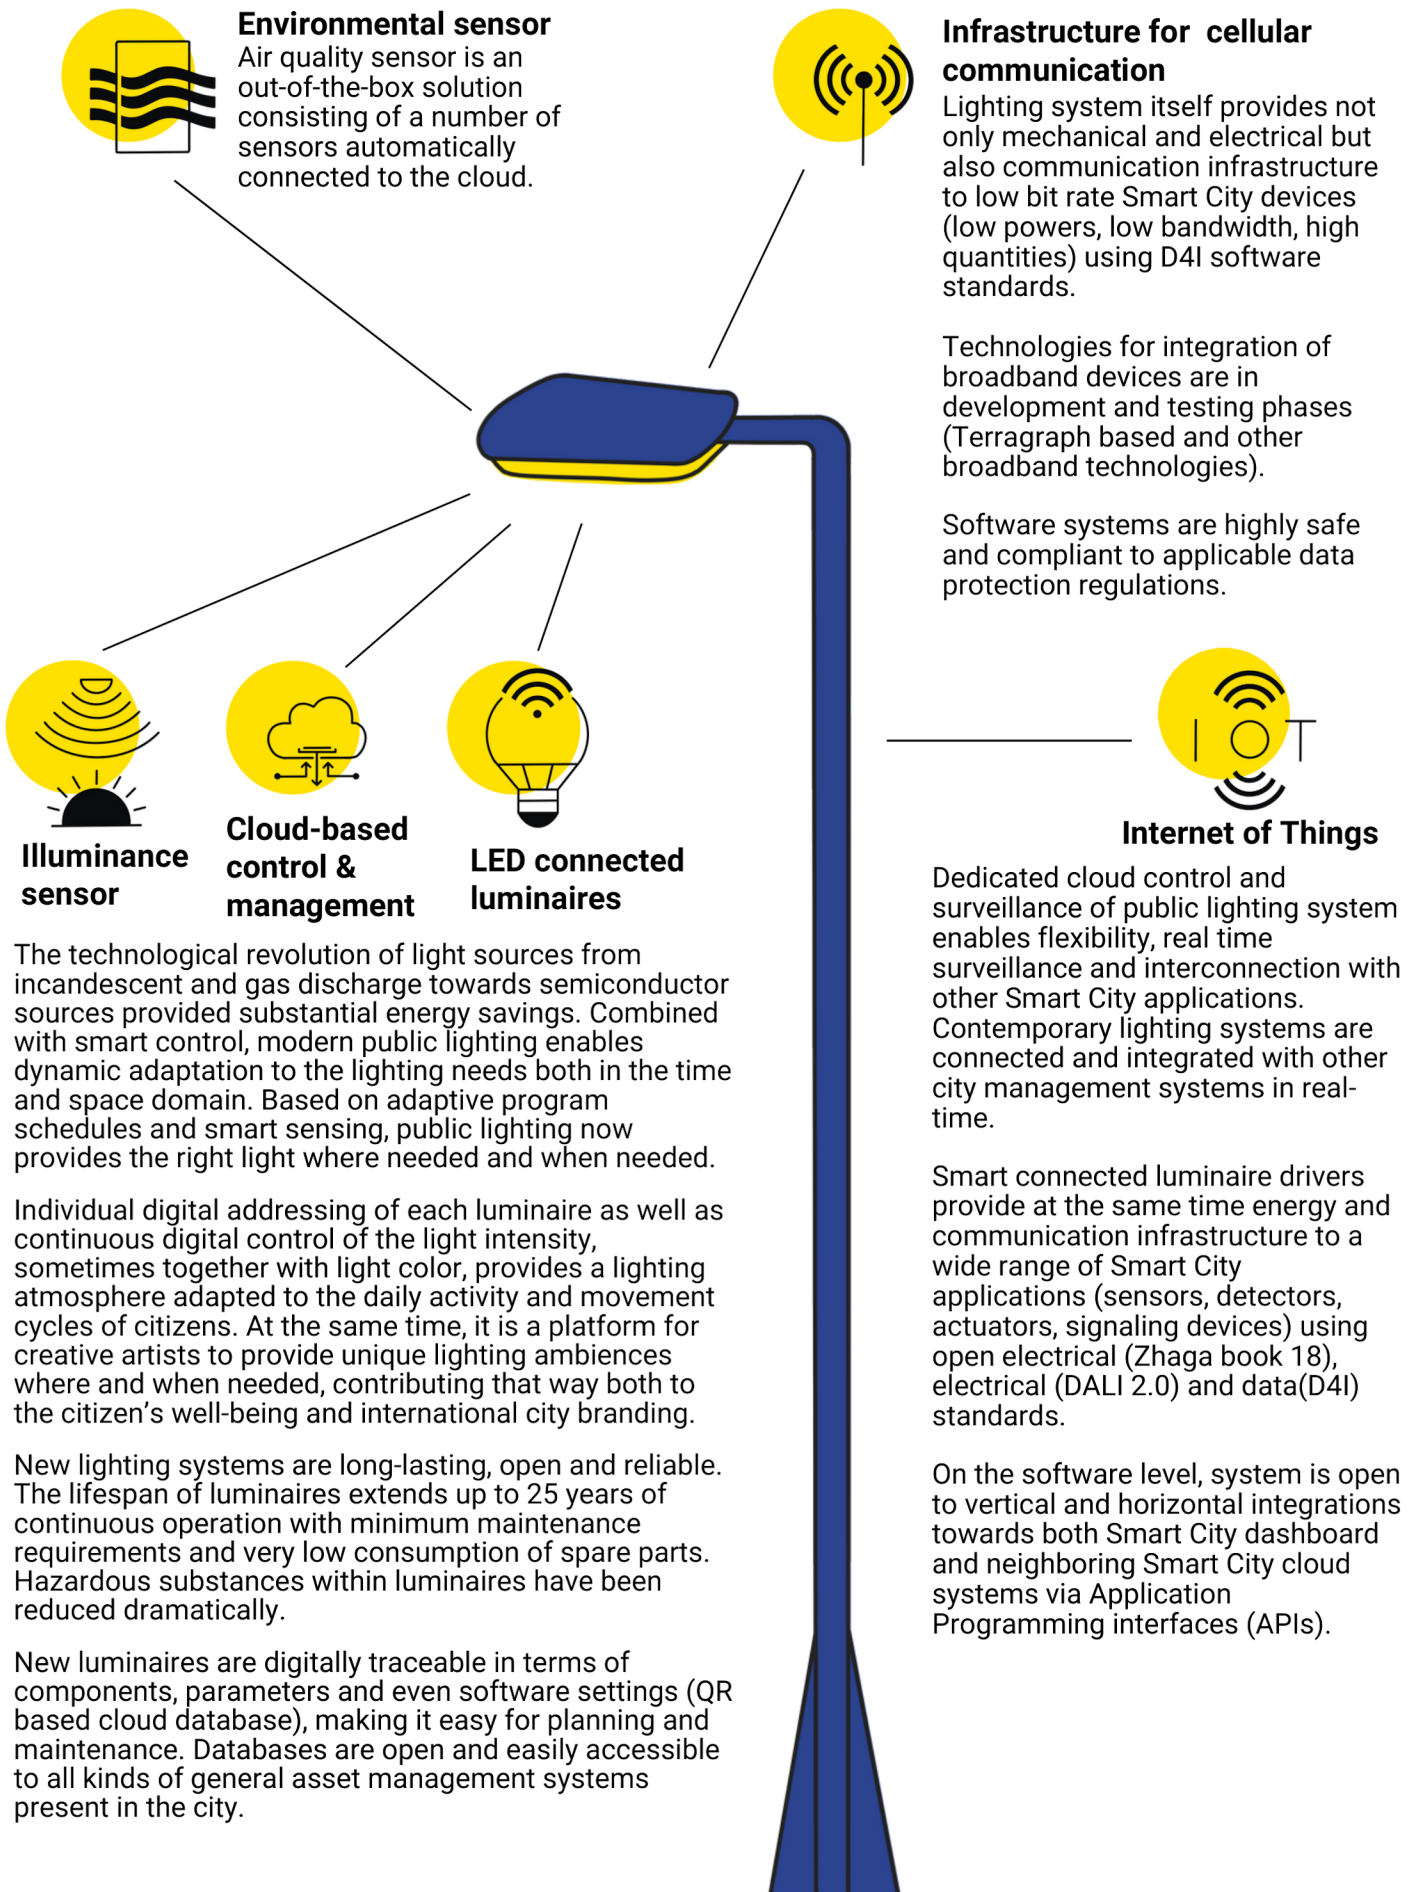 Environmental sensor
Air quality sensor is an
out-of-the-box solution
consisting of a number of
sensors automatically
connected to the cloud.
Infrastructure for cellular
communication
Lighting system itself provides not
only mechanical and electrical but
also communication infrastructure
to low bit rate Smart City devices
(low powers, low bandwidth, high
quantities) using D4I software
standards.
Technologies for integration of
broadband devices are in
development and testing phases
(Terragraph based and other
broadband technologies).
Software systems are highly safe
and compliant to applicable data
protection regulations.
Illuminance
sensor
Cloud-based
control &
management
LED connected
luminaires
The technological revolution of light sources from
incandescent and gas discharge towards semiconductor
sources provided substantial energy savings. Combined
with smart control, modern public lighting enables
dynamic adaptation to the lighting needs both in the time
and space domain. Based on adaptive program
schedules and smart sensing, public lighting now
provides the right light where needed and when needed.
Individual digital addressing of each luminaire as well as
continuous digital control of the light intensity,
sometimes together with light color, provides a lighting
atmosphere adapted to the daily activity and movement
cycles of citizens. At the same time, it is a platform for
creative artists to provide unique lighting ambiences
where and when needed, contributing that way both to
the citizen's well-being and international city branding.
New lighting systems are long-lasting, open and reliable.
The lifespan of luminaires extends up to 25 years of
continuous operation with minimum maintenance
requirements and very low consumption of spare parts.
Hazardous substances within luminaires have been
reduced dramatically.
New luminaires are digitally traceable in terms of
components, parameters and even software settings (QR
based cloud database), making it easy for planning and
maintenance. Databases are open and easily accessible
to all kinds of general asset management systems
present in the city.
IOT
Internet of Things
Dedicated cloud control and
surveillance of public lighting system
enables flexibility, real time
surveillance and interconnection with
other Smart City applications.
Contemporary lighting systems are
connected and integrated with other
city management systems in real-
time.
Smart connected luminaire drivers
provide at the same time energy and
communication infrastructure to a
wide range of Smart City
applications (sensors, detectors,
actuators, signaling devices) using
open electrical (Zhaga book 18),
electrical (DALI 2.0) and data(D4I)
standards.
On the software level, system is open
to vertical and horizontal integrations
towards both Smart City dashboard
and neighboring Smart City cloud
systems via Application
Programming interfaces (APIs).